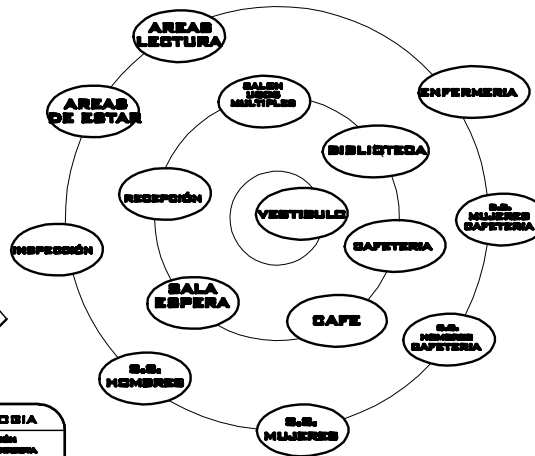 AREAS
LECTURA
AREAS
DE ESTAR
SALON
USOS
MULTIPLES
ENFERMERIA
BIBLIOTECA
RECEPCIÓN
VESTIBULO
S.S.
MUJERES
CAFETERIA
INSPECCIÓN
CAFETERIA
SALA
ESPERA
CAFE
S.S.
HOMBRES
CAFETERIA
S.S.
HOMBRES
S.S.
MUJERES
OGIA